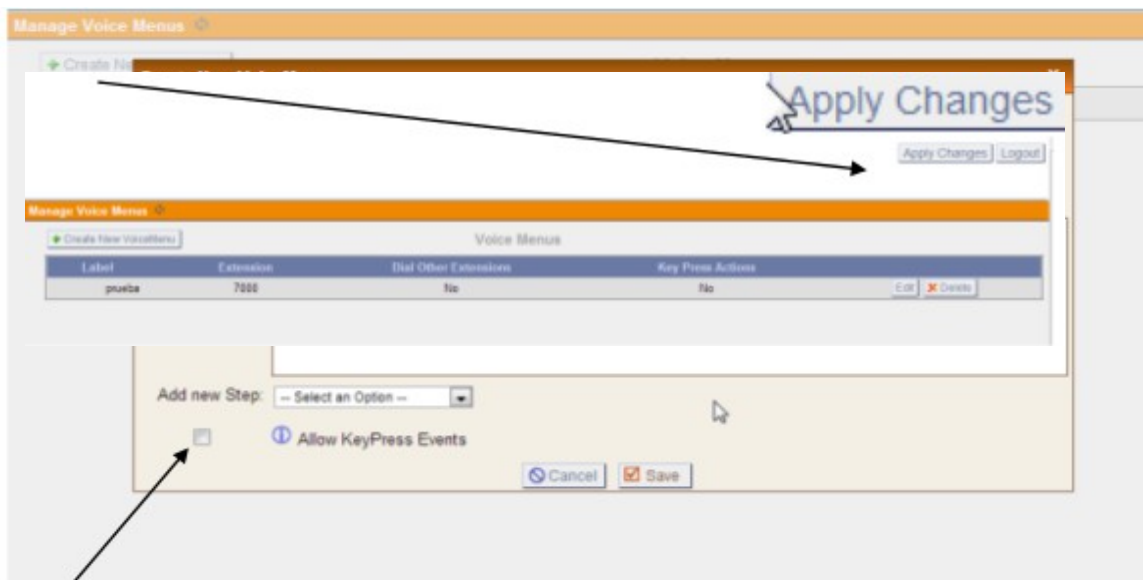 Manage Voice Menus
Create Ne
Apply Changes
Apply Changes Logout
Manage Voice Menus
Create New VoiceMenu
Voice Menus
Label Extension Dial Other Extensions Key Press Actions
prueba 7000 No No Edit Delete
Add new Step: -- Select an Option --
Allow KeyPress Events
Cancel Save